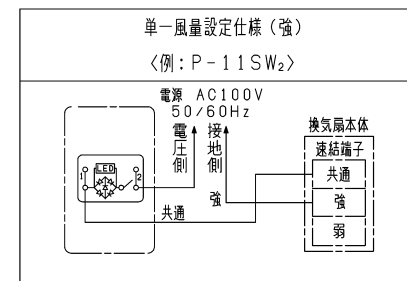 単一風量設定仕様（強）
〈例：P－11SW₂〉
電源 AC100V
50/60Hz
電圧側
接地側
換気扇本体
速結端子
共通
強
弱
LED
1
2
強
共通